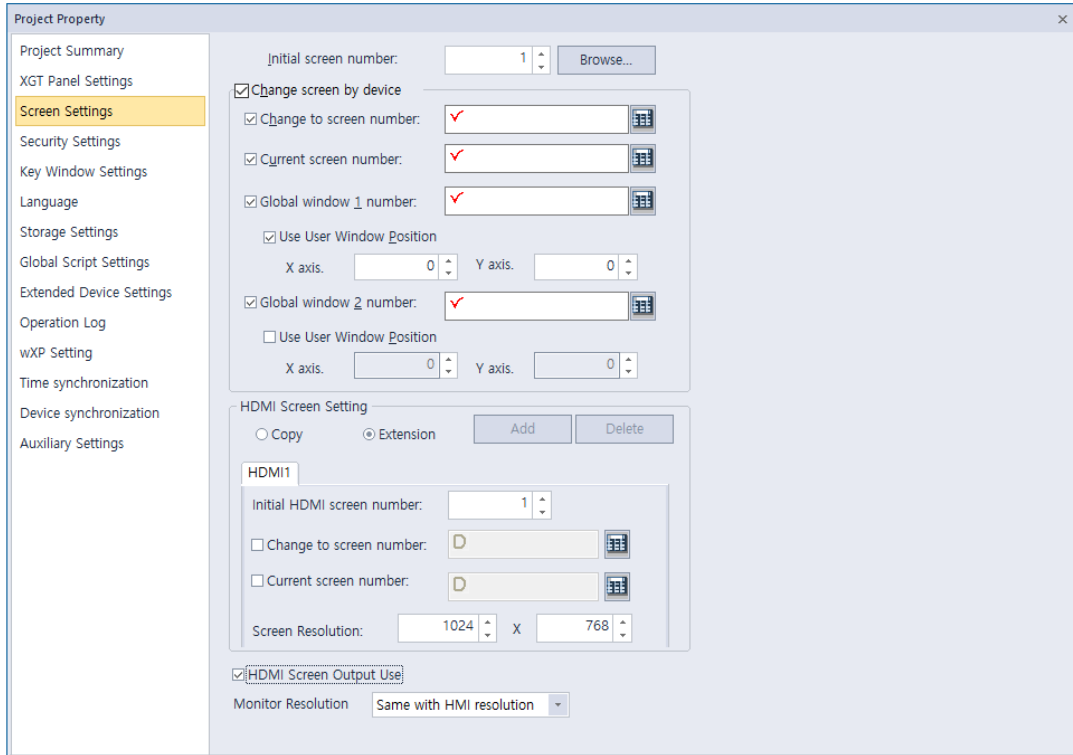 Project Property
Project Summary
XGT Panel Settings
Screen Settings
Security Settings
Key Window Settings
Language
Storage Settings
Global Script Settings
Extended Device Settings
Operation Log
wXP Setting
Time synchronization
Device synchronization
Auxiliary Settings
Initial screen number: 1 Browse...
Change screen by device
Change to screen number:
Current screen number:
Global window 1 number:
Use User Window Position
X axis. 0 Y axis. 0
Global window 2 number:
Use User Window Position
X axis. 0 Y axis. 0
HDMI Screen Setting
Copy Extension Add Delete
HDMI1
Initial HDMI screen number: 1
Change to screen number: D
Current screen number: D
Screen Resolution: 1024 X 768
HDMI Screen Output Use
Monitor Resolution Same with HMI resolution